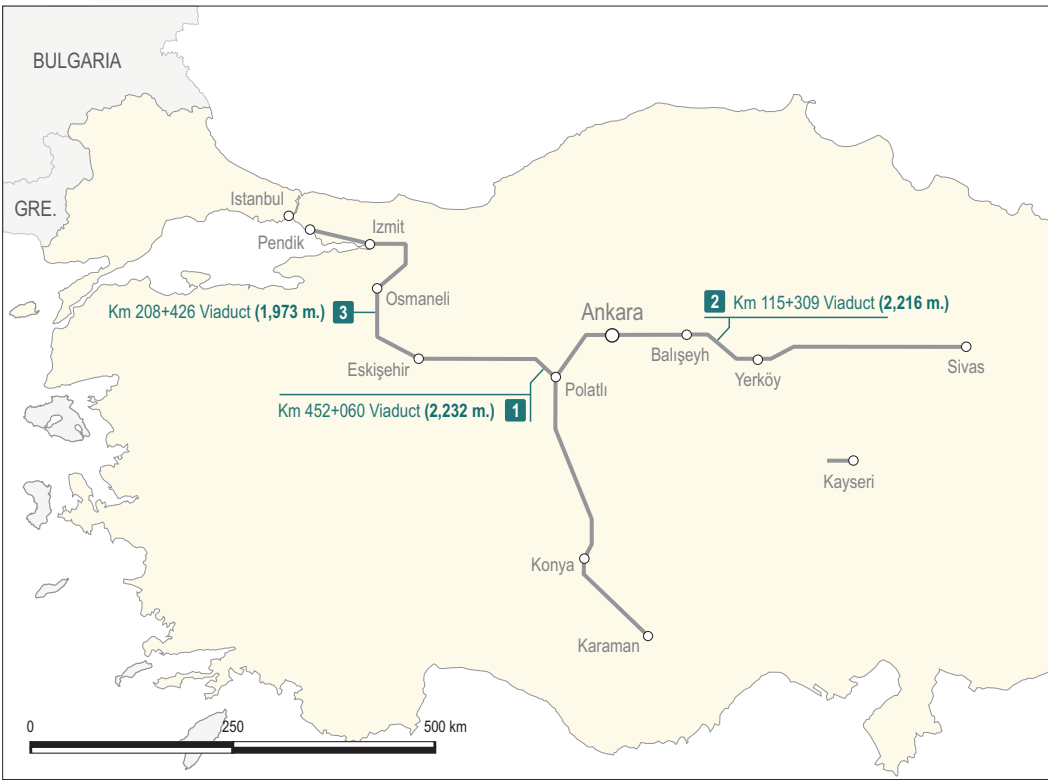 BULGARIA
GRE.
Istanbul
Pendik
Izmit
Osmaneli
Km 208+426 Viaduct (1,973 m.) 3
Ankara
2 Km 115+309 Viaduct (2,216 m.)
Balışeyh
Yerköy
Sivas
Eskişehir
Polatlı
Km 452+060 Viaduct (2,232 m.) 1
Kayseri
Konya
Karaman
0 250 500 km